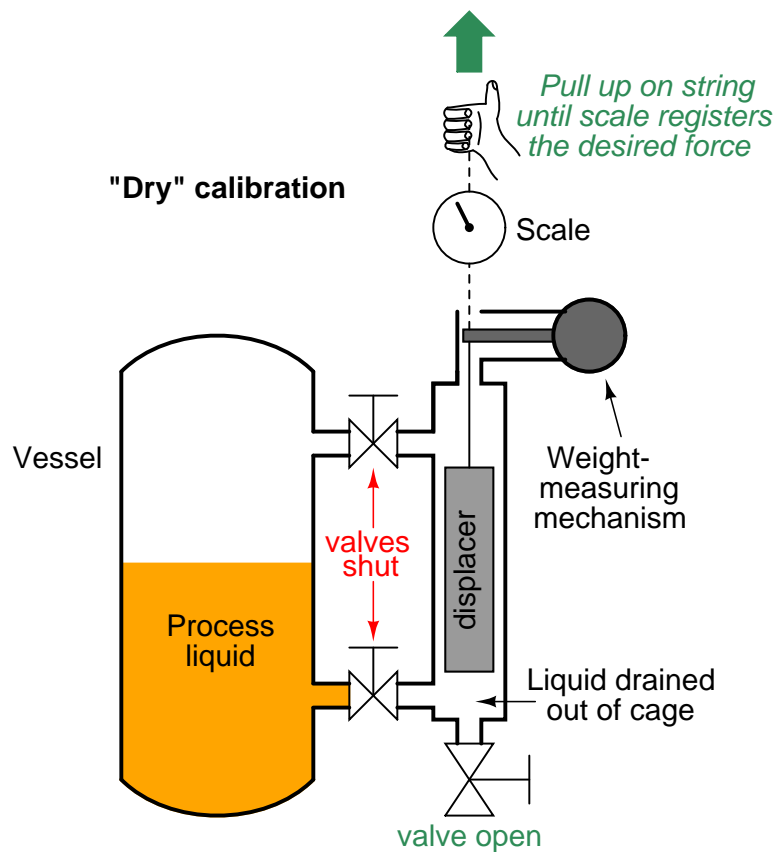 Pull up on string
until scale registers
the desired force
"Dry" calibration
Scale
Vessel
Weight-
measuring
mechanism
valves
shut
displacer
Process
liquid
Liquid drained
out of cage
valve open